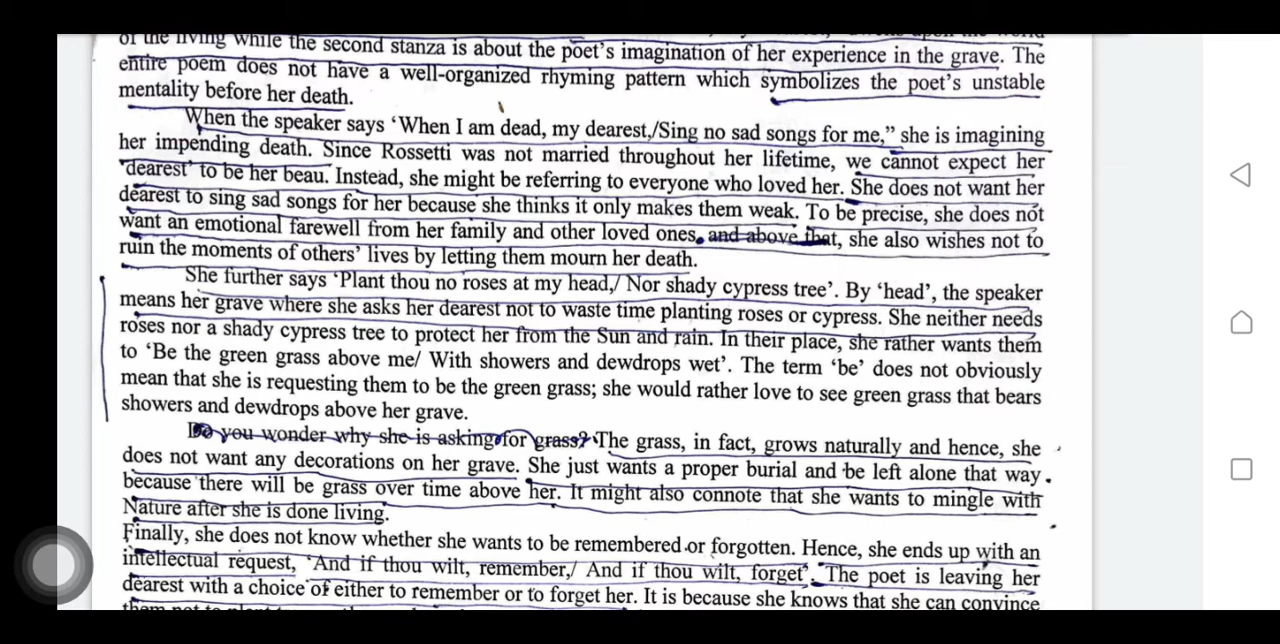 of the living while the second stanza is about the poet's imagination of her experience in the grave. The
entire poem does not have a well-organized rhyming pattern which symbolizes the poet's unstable
mentality before her death.
When the speaker says 'When I am dead, my dearest,/Sing no sad songs for me,” she is imagining
her impending death. Since Rossetti was not married throughout her lifetime, we cannot expect her
'dearest' to be her beau. Instead, she might be referring to everyone who loved her. She does not want her
dearest to sing sad songs for her because she thinks it only makes them weak. To be precise, she does not
want an emotional farewell from her family and other loved ones, and above that, she also wishes not to
ruin the moments of others' lives by letting them mourn her death.
She further says 'Plant thou no roses at my head,/ Nor shady cypress tree'. By 'head', the speaker
means her grave where she asks her dearest not to waste time planting roses or cypress. She neither needs
roses nor a shady cypress tree to protect her from the Sun and rain. In their place, she rather wants them
to 'Be the green grass above me/ With showers and dewdrops wet'. The term 'be' does not obviously
mean that she is requesting them to be the green grass; she would rather love to see green grass that bears
showers and dewdrops above her grave.
Do you wonder why she is asking for grass? The grass, in fact, grows naturally and hence, she
does not want any decorations on her grave. She just wants a proper burial and be left alone that way
because there will be grass over time above her. It might also connote that she wants to mingle with
Nature after she is done living.
Finally, she does not know whether she wants to be remembered or forgotten. Hence, she ends up with an
intellectual request, 'And if thou wilt, remember,/ And if thou wilt, forget'. The poet is leaving her
dearest with a choice of either to remember or to forget her. It is because she knows that she can convince